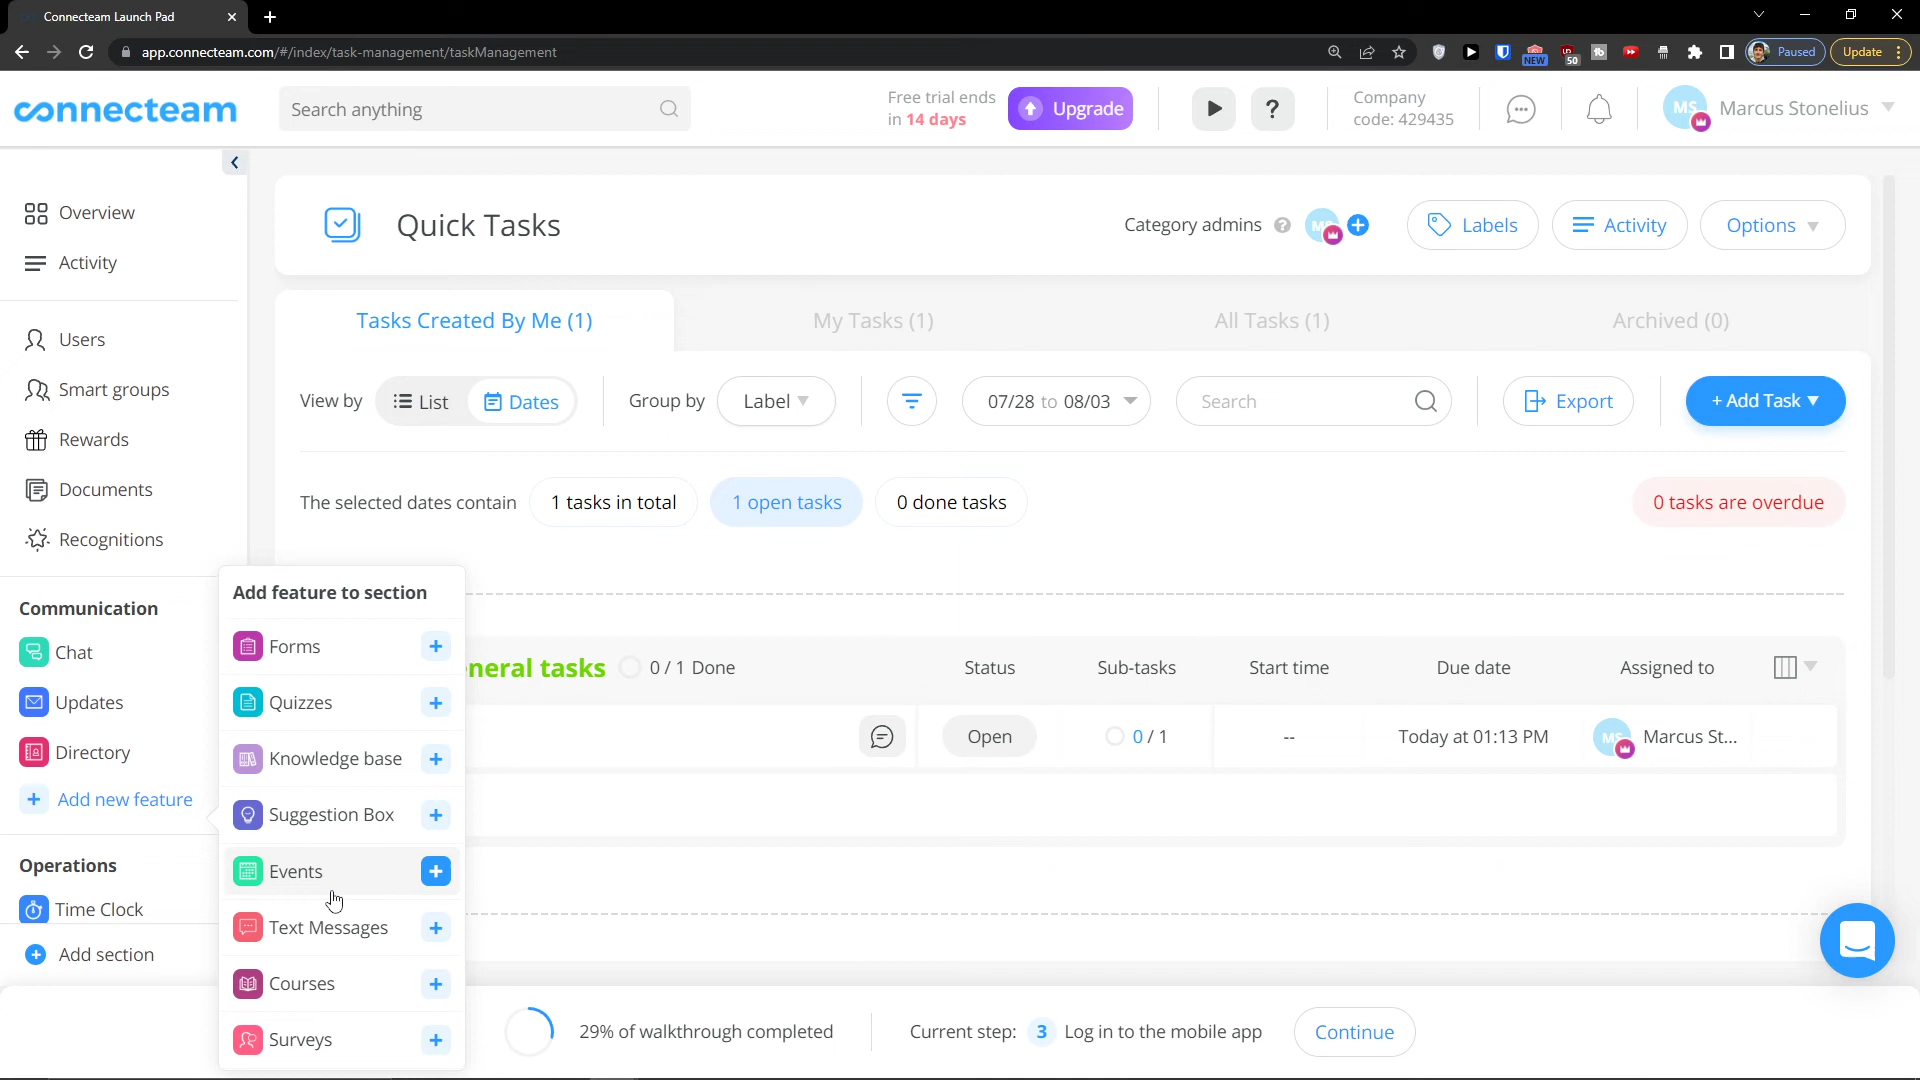 Connecteam Launch Pad
app.connecteam.com/#/index/task-management/taskManagement
NEW
50
Paused
Update
connecteam
Search anything
Free trial ends
in 14 days
Upgrade
?
Company
code: 429435
MS
Marcus Stonelius
Overview
Activity
Users
Smart groups
Rewards
Documents
Recognitions
Communication
Chat
Updates
Directory
+ Add new feature
Operations
Time Clock
Add section
Quick Tasks
Category admins
?
MS
Labels
Activity
Options
Tasks Created By Me (1)
My Tasks (1)
All Tasks (1)
Archived (0)
View by
List
Dates
Group by
Label
07/28 to 08/03
Search
Export
+ Add Task
The selected dates contain
1 tasks in total
1 open tasks
0 done tasks
0 tasks are overdue
Add feature to section
Forms +
Quizzes +
Knowledge base +
Suggestion Box +
Events +
Text Messages +
Courses +
Surveys +
neral tasks
0 / 1 Done
Status
Sub-tasks
Start time
Due date
Assigned to
Open
0 / 1
--
Today at 01:13 PM
MS
Marcus St...
29% of walkthrough completed
Current step: 3 Log in to the mobile app
Continue